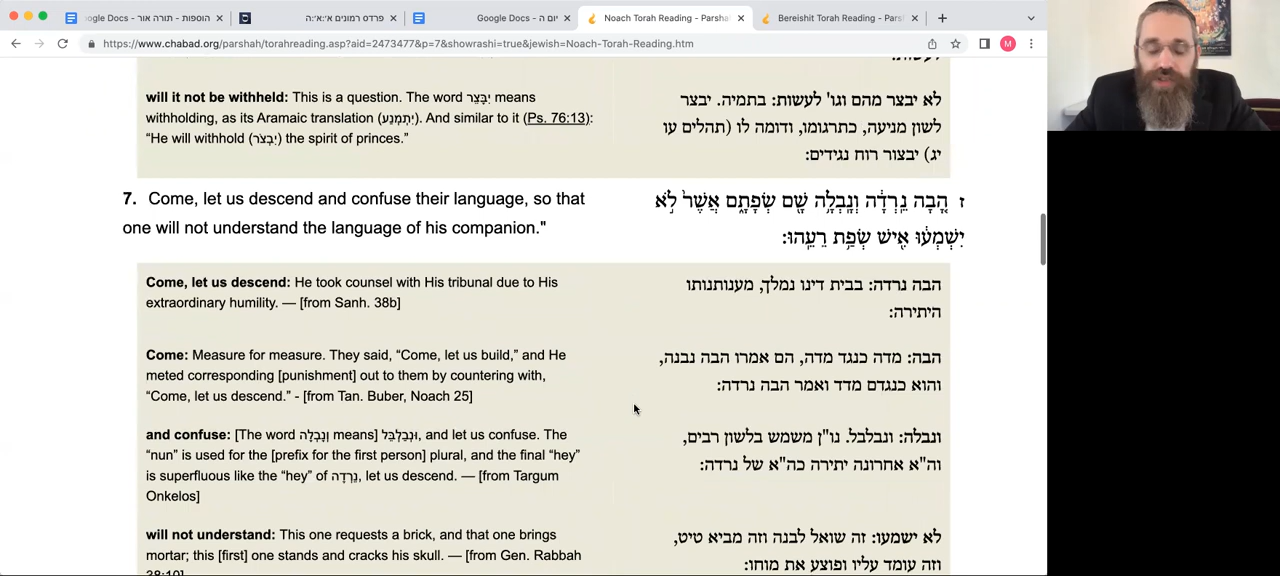 gle Docs - הוספות - תורה אור
פרדס רמונים א׳:א׳:ה
Google Docs - יום ה
Noach Torah Reading - Parsha
Bereishit Torah Reading - Parsh
https://www.chabad.org/parshah/torahreading.asp?aid=2473477&p=7&showrashi=true&jewish=Noach-Torah-Reading.htm
M
לעשות:
will it not be withheld: This is a question. The word יִבָּצֵר means
withholding, as its Aramaic translation (יִתְמְנַע). And similar to it (Ps. 76:13):
“He will withhold (יִבְצֹר) the spirit of princes.”
לא יבצר מהם וגו' לעשות: בתמיה. יבצר
לשון מניעה, כתרגומו, ודומה לו (תהלים עו
יג) יבצור רוח נגידים:
7. Come, let us descend and confuse their language, so that
one will not understand the language of his companion."
ז הָ֚בָה נֵֽרְדָ֔ה וְנָֽבְלָ֥ה שָׁ֖ם שְׂפָתָ֑ם אֲשֶׁר֙ לֹ֣א
יִשְׁמְע֔וּ אִ֖ישׁ שְׂפַ֥ת רֵעֵֽהוּ:
Come, let us descend: He took counsel with His tribunal due to His
extraordinary humility. — [from Sanh. 38b]
הבה נרדה: בבית דינו נמלך, מענותנותו
היתירה:
Come: Measure for measure. They said, “Come, let us build,” and He
meted corresponding [punishment] out to them by countering with,
“Come, let us descend.” - [from Tan. Buber, Noach 25]
הבה: מדה כנגד מדה, הם אמרו הבה נבנה,
והוא כנגדם מדד ואמר הבה נרדה:
and confuse: [The word וְנָבְלָה means] וּנְבַלְבֵּל, and let us confuse. The
“nun” is used for the [prefix for the first person] plural, and the final “hey”
is superfluous like the “hey” of נֵרְדָה, let us descend. — [from Targum
Onkelos]
ונבלה: ונבלבל. נו"ן משמש בלשון רבים,
וה"א אחרונה יתירה כה"א של נרדה:
will not understand: This one requests a brick, and that one brings
mortar; this [first] one stands and cracks his skull. — [from Gen. Rabbah
38:10]
לא ישמעו: זה שואל לבנה וזה מביא טיט,
וזה עומד עליו ופוצע את מוחו: